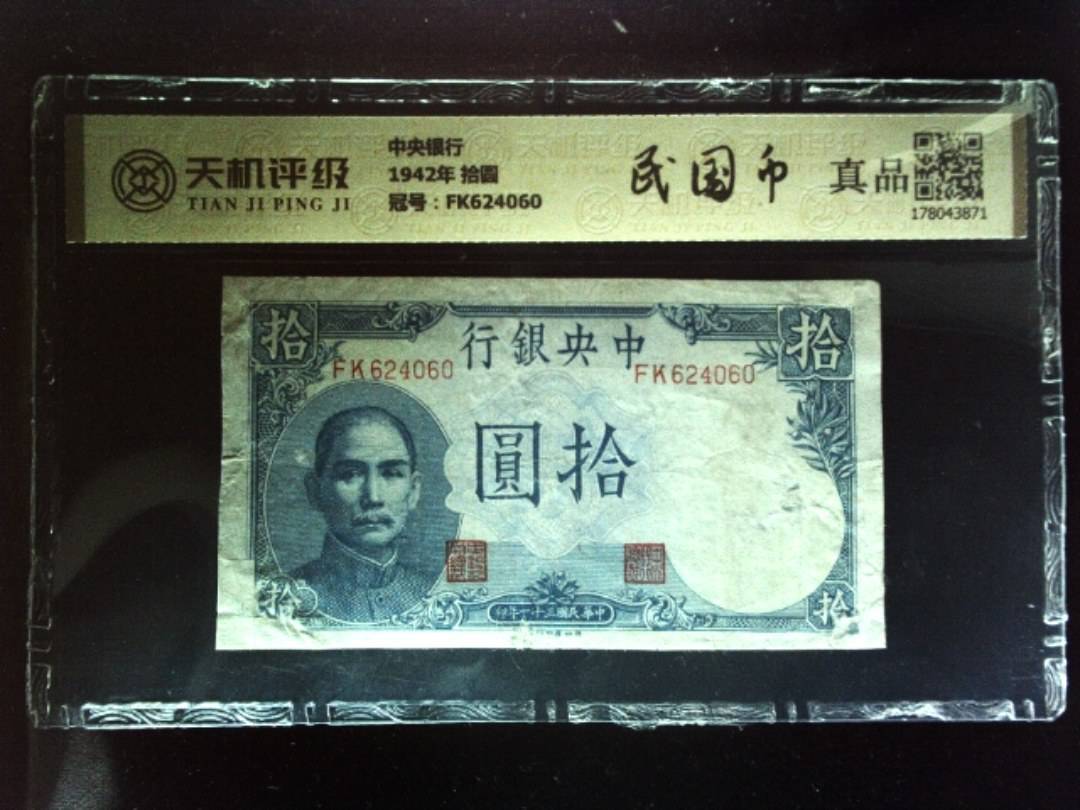 天机评级
TIAN JI PING JI
中央银行
1942年 拾圆
冠号：FK624060
民国币
真品
178043871
拾
拾
行銀央中
FK624060
FK624060
圓拾
印年一十三國民華中
拾
拾